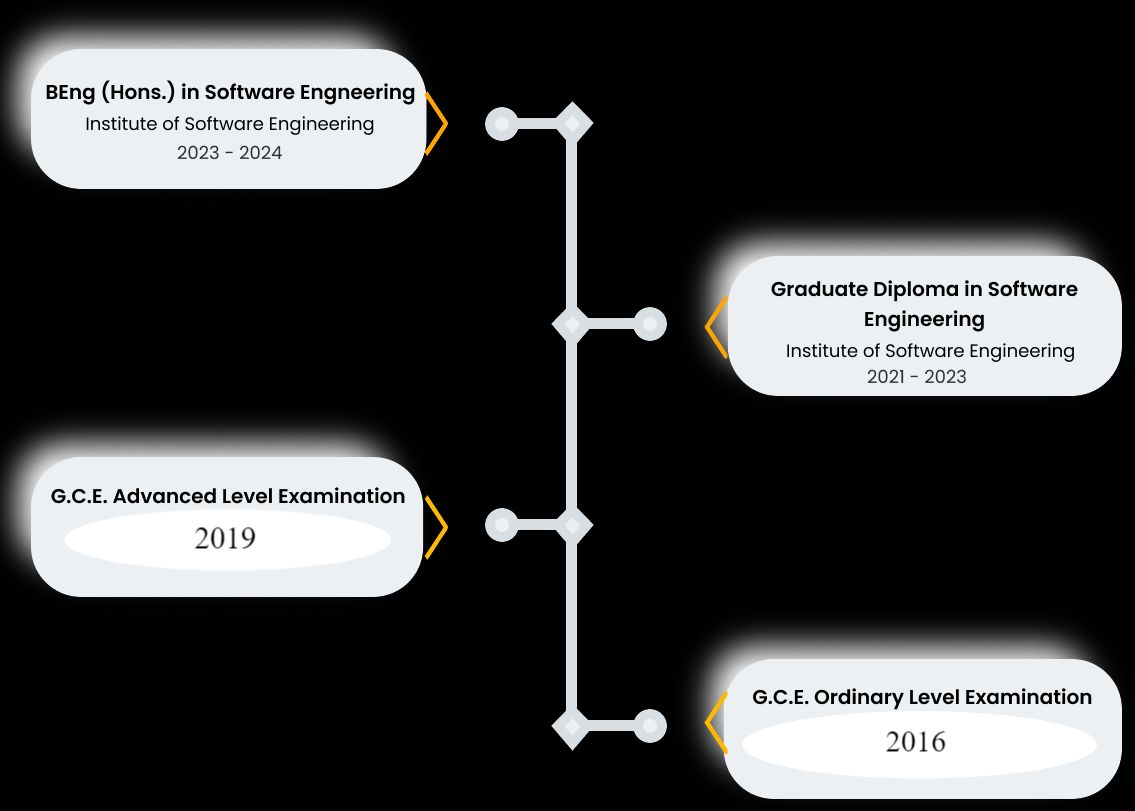 BEng (Hons.) in Software Engneering
Institute of Software Engineering
2023 - 2024
Graduate Diploma in Software
Engineering
Institute of Software Engineering
2021 - 2023
G.C.E. Advanced Level Examination
2019
G.C.E. Ordinary Level Examination
2016